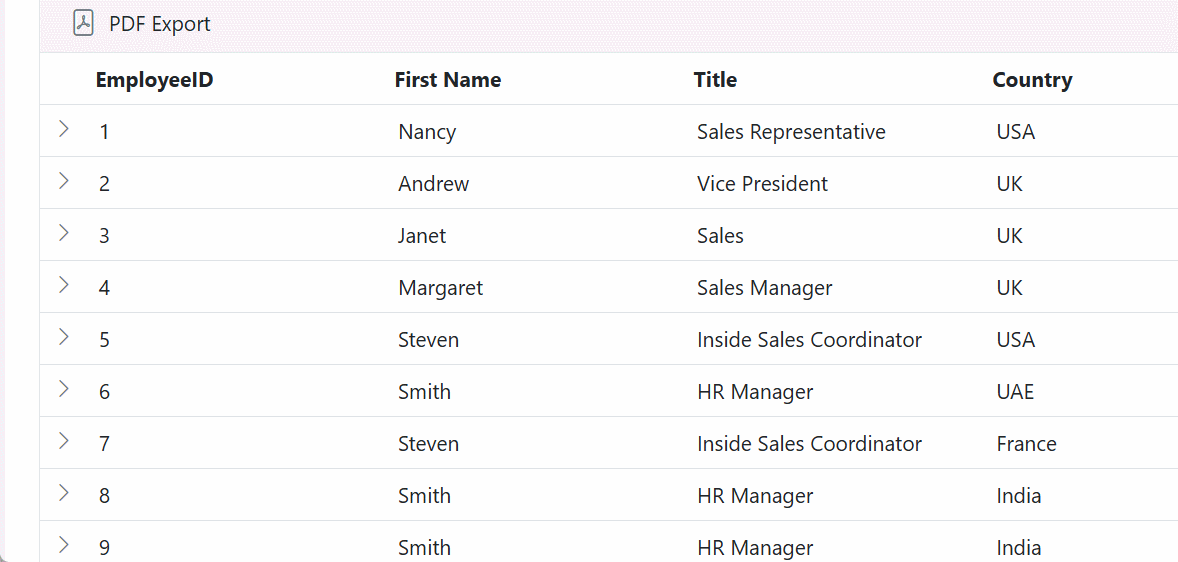 PDF Export
EmployeeID First Name Title Country
1 Nancy Sales Representative USA
2 Andrew Vice President UK
3 Janet Sales UK
4 Margaret Sales Manager UK
5 Steven Inside Sales Coordinator USA
6 Smith HR Manager UAE
7 Steven Inside Sales Coordinator France
8 Smith HR Manager India
9 Smith HR Manager India